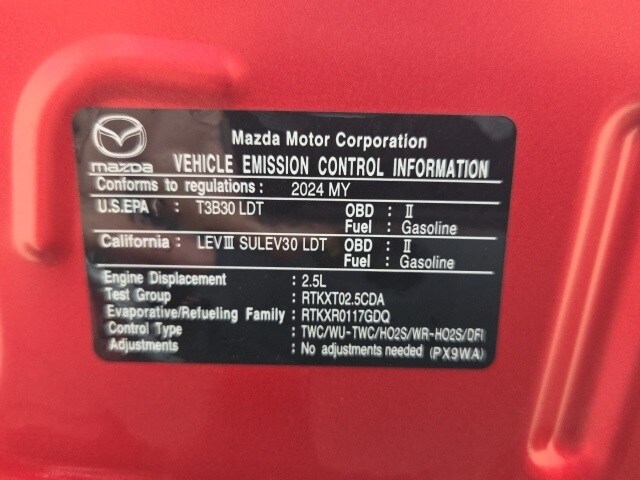 Mazda Motor Corporation
mazda VEHICLE EMISSION CONTROL INFORMATION
Conforms to regulations : 2024 MY
U.S.EPA : T3B30 LDT OBD : Ⅱ
Fuel : Gasoline
California : LEVⅢ SULEV30 LDT OBD : Ⅱ
Fuel : Gasoline
Engine Displacement : 2.5L
Test Group : RTKXT02.5CDA
Evaporative/Refueling Family : RTKXR0117GDQ
Control Type : TWC/WU-TWC/HO2S/WR-HO2S/DFI
Adjustments : No adjustments needed (PX9WA)